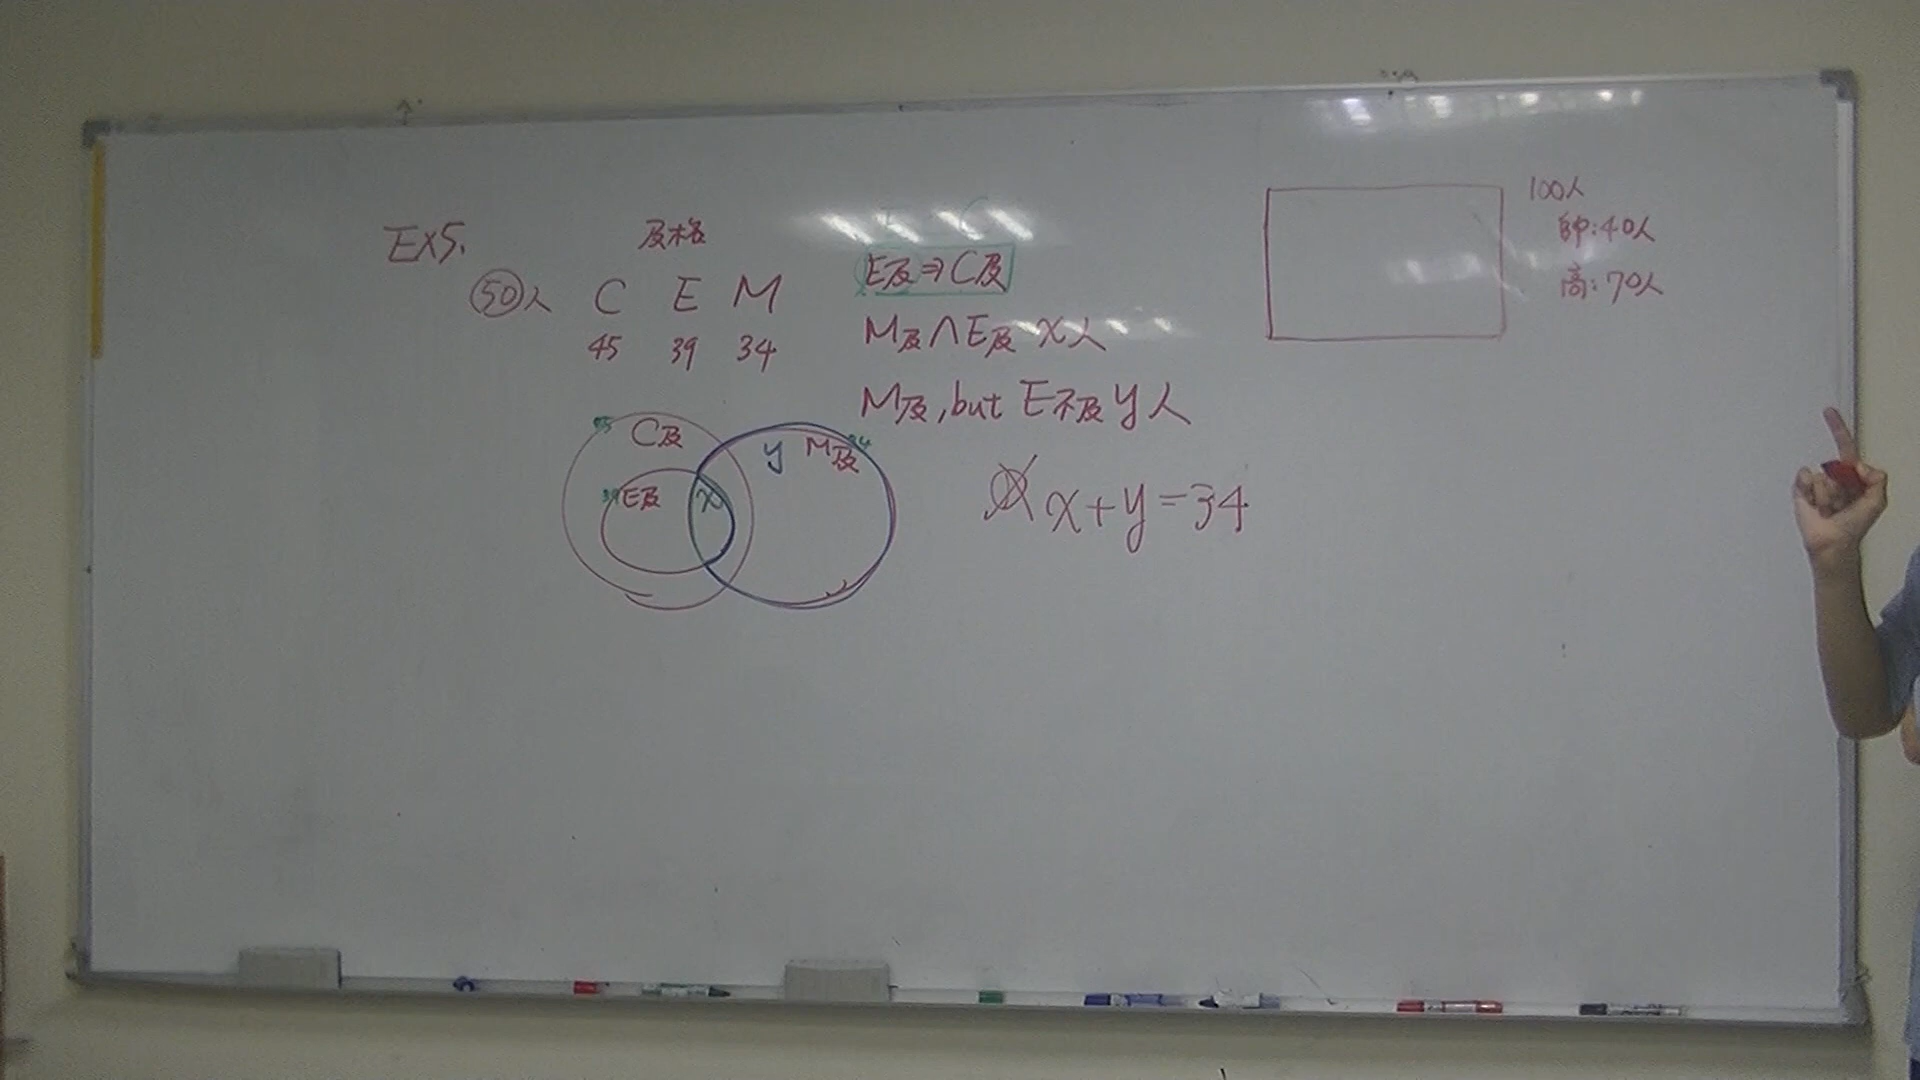 EX5.
及格
50人 C E M
45 39 34
E及⇒C及
M及∩E及 x人
M及, but E不及 y人
C及
E及
x
y
M及
x+y=34
100人
帥:40人
高:70人